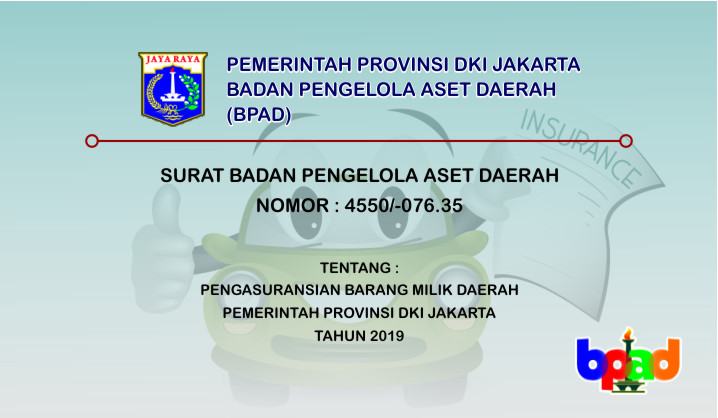 JAYA RAYA
PEMERINTAH PROVINSI DKI JAKARTA
BADAN PENGELOLA ASET DAERAH
(BPAD)
INSURANCE
SURAT BADAN PENGELOLA ASET DAERAH
NOMOR : 4550/-076.35
TENTANG :
PENGASURANSIAN BARANG MILIK DAERAH
PEMERINTAH PROVINSI DKI JAKARTA
TAHUN 2019
bpad